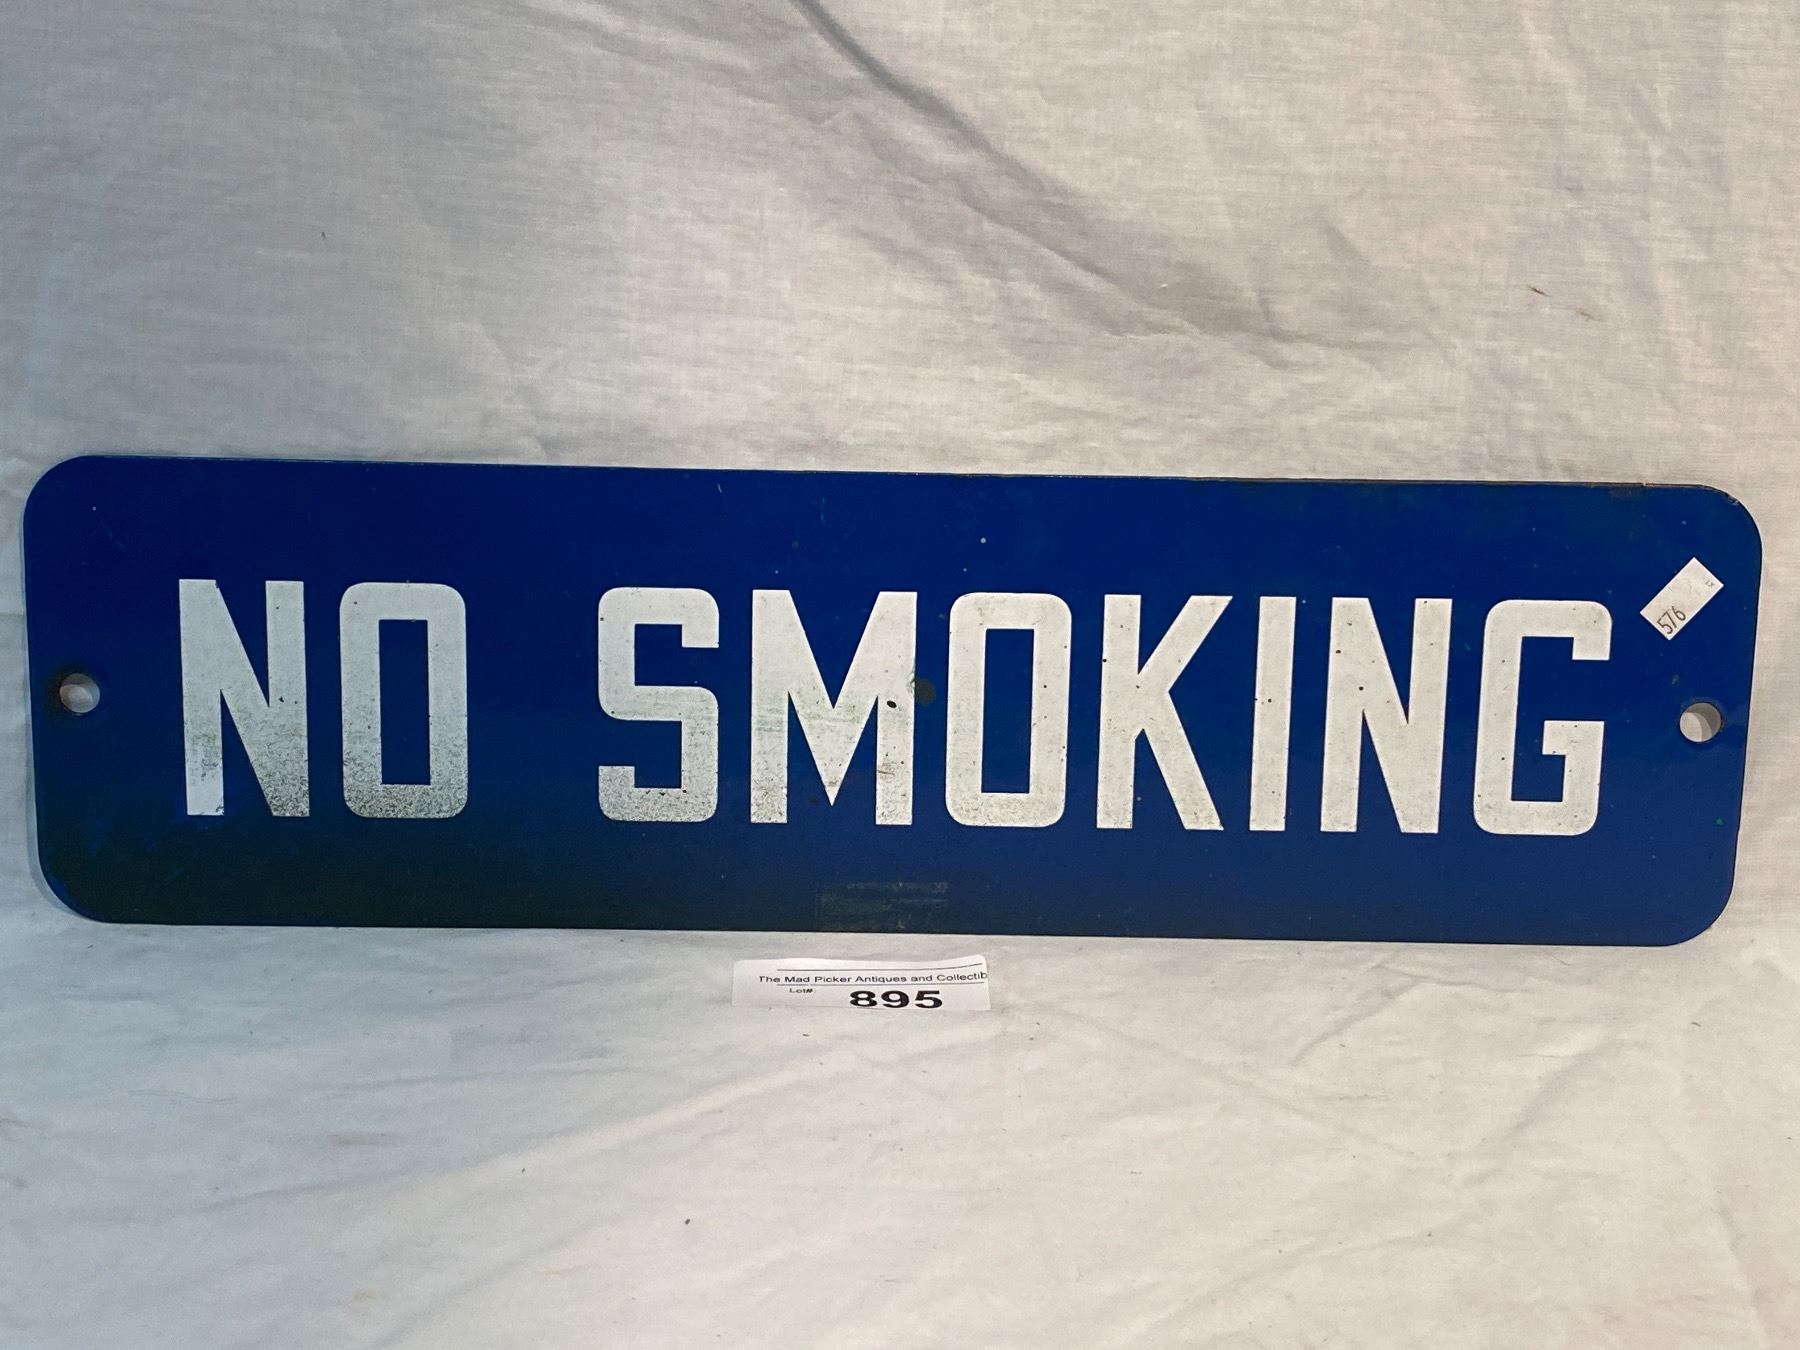 NO SMOKING
576
The Mad Picker Antiques and Collectib
Lot#: 895